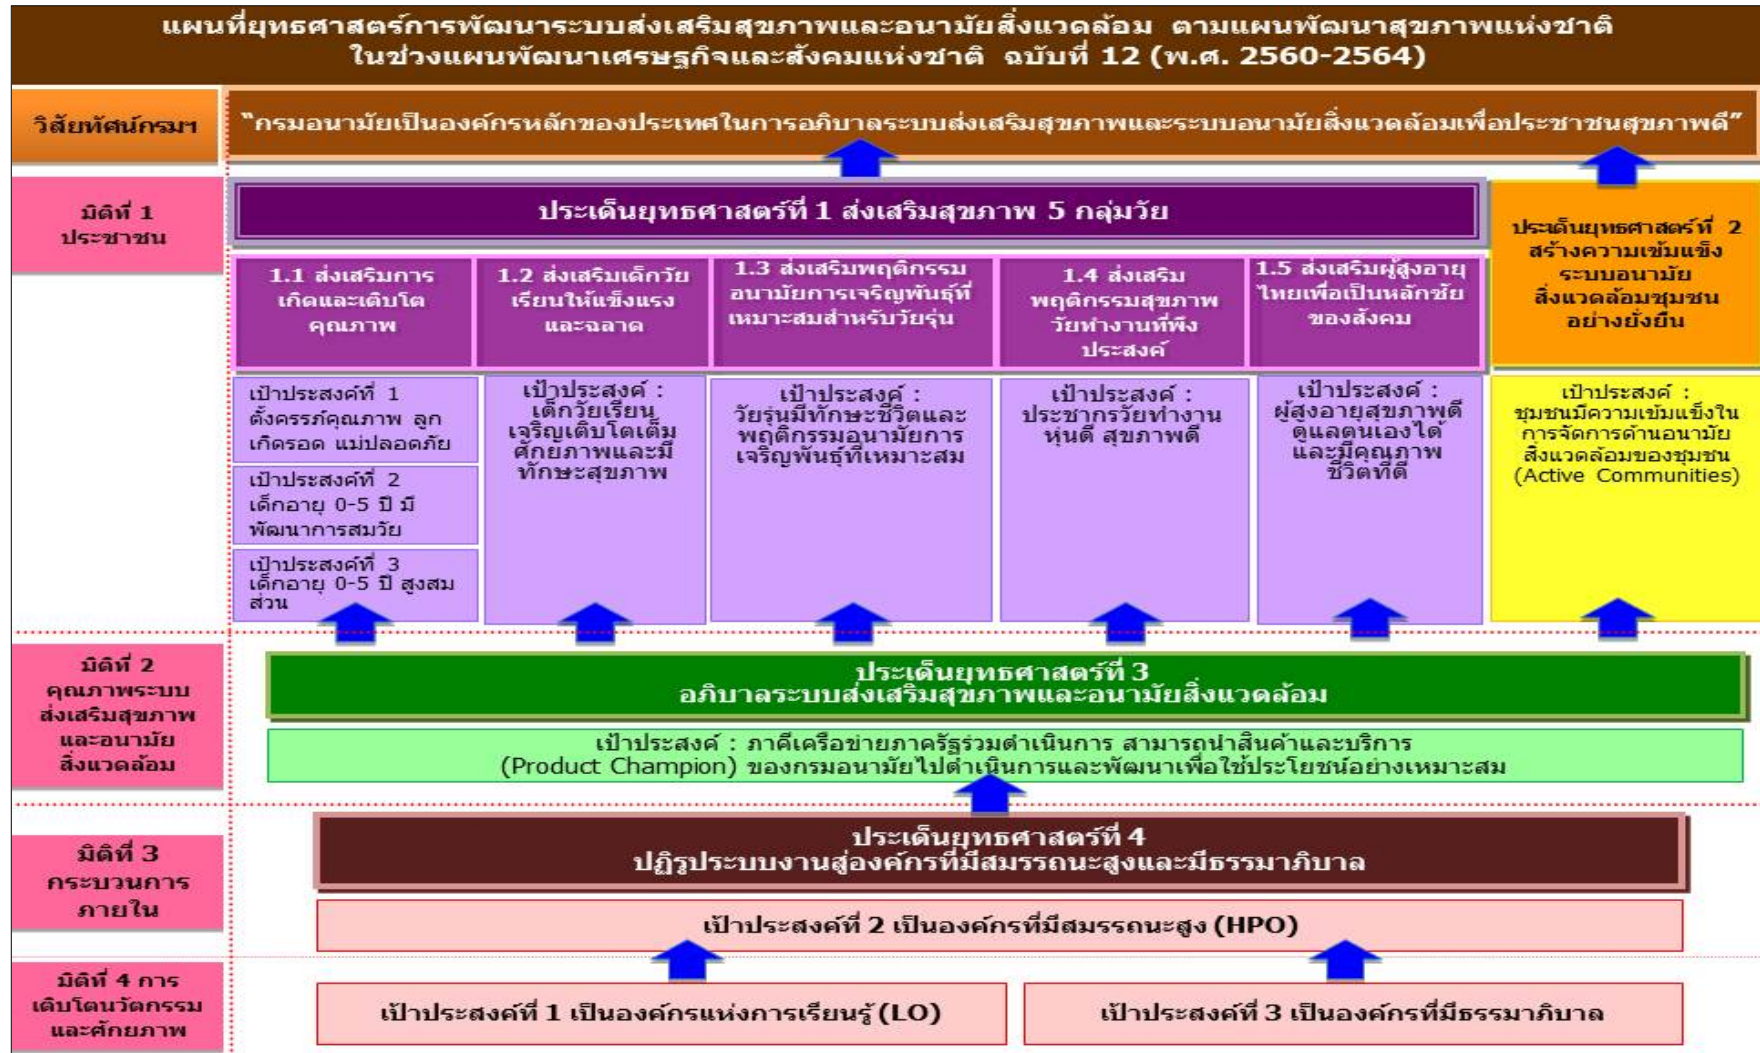 แผนที่ยุทธศาสตร์การพัฒนาระบบส่งเสริมสุขภาพและอนามัยสิ่งแวดล้อม ตามแผนพัฒนาสุขภาพแห่งชาติ
ในช่วงแผนพัฒนาเศรษฐกิจและสังคมแห่งชาติ ฉบับที่ 12 (พ.ศ. 2560-2564)
วิสัยทัศน์กรมฯ
“กรมอนามัยเป็นองค์กรหลักของประเทศในการอภิบาลระบบส่งเสริมสุขภาพและระบบอนามัยสิ่งแวดล้อมเพื่อประชาชนสุขภาพดี”
มิติที่ 1
ประชาชน
ประเด็นยุทธศาสตร์ที่ 1 ส่งเสริมสุขภาพ 5 กลุ่มวัย
ประเด็นยุทธศาสตร์ที่ 2
สร้างความเข้มแข็ง
ระบบอนามัย
สิ่งแวดล้อมชุมชน
อย่างยั่งยืน
1.1 ส่งเสริมการ
เกิดและเติบโต
คุณภาพ
1.2 ส่งเสริมเด็กวัย
เรียนให้แข็งแรง
และฉลาด
1.3 ส่งเสริมพฤติกรรม
อนามัยการเจริญพันธุ์ที่
เหมาะสมสำหรับวัยรุ่น
1.4 ส่งเสริม
พฤติกรรมสุขภาพ
วัยทำงานที่พึง
ประสงค์
1.5 ส่งเสริมผู้สูงอายุ
ไทยเพื่อเป็นหลักชัย
ของสังคม
เป้าประสงค์ที่ 1
ตั้งครรภ์คุณภาพ ลูก
เกิดรอด แม่ปลอดภัย
เป้าประสงค์ที่ 2
เด็กอายุ 0-5 ปี มี
พัฒนาการสมวัย
เป้าประสงค์ที่ 3
เด็กอายุ 0-5 ปี สูงสม
ส่วน
เป้าประสงค์ :
เด็กวัยเรียน
เจริญเติบโตเต็ม
ศักยภาพและมี
ทักษะสุขภาพ
เป้าประสงค์ :
วัยรุ่นมีทักษะชีวิตและ
พฤติกรรมอนามัยการ
เจริญพันธุ์ที่เหมาะสม
เป้าประสงค์ :
ประชากรวัยทำงาน
หุ่นดี สุขภาพดี
เป้าประสงค์ :
ผู้สูงอายุสุขภาพดี
ดูแลตนเองได้
และมีคุณภาพ
ชีวิตที่ดี
เป้าประสงค์ :
ชุมชนมีความเข้มแข็งใน
การจัดการด้านอนามัย
สิ่งแวดล้อมของชุมชน
(Active Communities)
มิติที่ 2
คุณภาพระบบ
ส่งเสริมสุขภาพ
และอนามัย
สิ่งแวดล้อม
ประเด็นยุทธศาสตร์ที่ 3
อภิบาลระบบส่งเสริมสุขภาพและอนามัยสิ่งแวดล้อม
เป้าประสงค์ : ภาคีเครือข่ายภาครัฐร่วมดำเนินการ สามารถนำสินค้าและบริการ
(Product Champion) ของกรมอนามัยไปดำเนินการและพัฒนาเพื่อใช้ประโยชน์อย่างเหมาะสม
มิติที่ 3
กระบวนการ
ภายใน
ประเด็นยุทธศาสตร์ที่ 4
ปฏิรูประบบงานสู่องค์กรที่มีสมรรถนะสูงและมีธรรมาภิบาล
เป้าประสงค์ที่ 2 เป็นองค์กรที่มีสมรรถนะสูง (HPO)
มิติที่ 4 การ
เติบโตนวัตกรรม
และศักยภาพ
เป้าประสงค์ที่ 1 เป็นองค์กรแห่งการเรียนรู้ (LO)
เป้าประสงค์ที่ 3 เป็นองค์กรที่มีธรรมาภิบาล